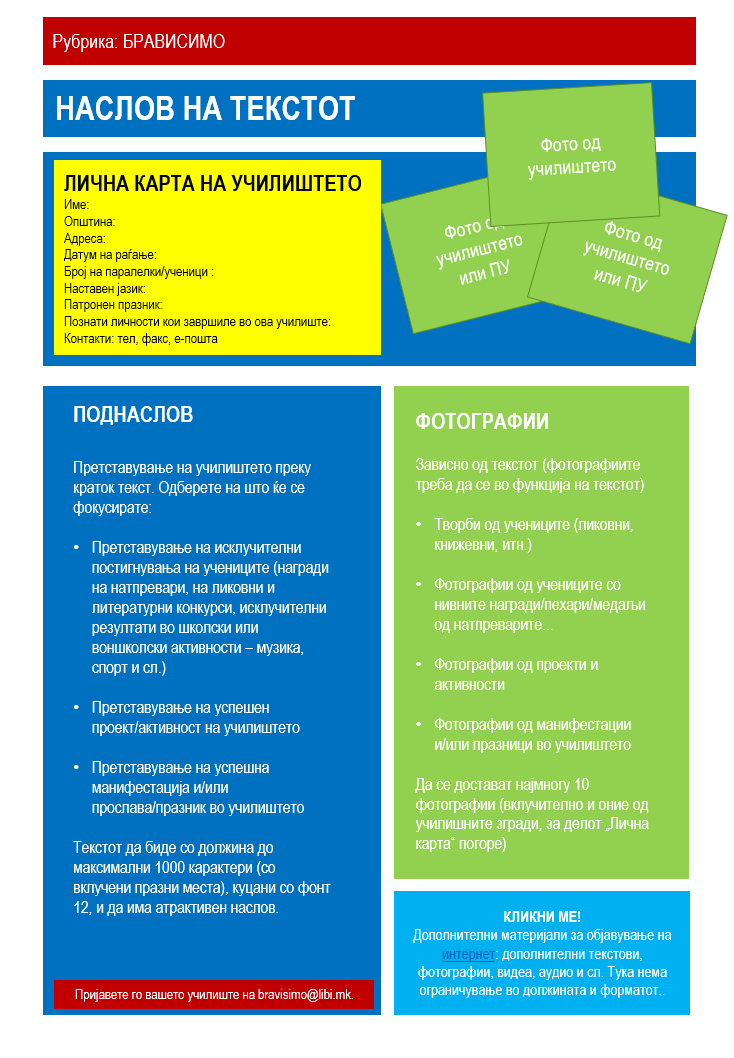 Рубрика: БРАВИСИМО
НАСЛОВ НА ТЕКСТОТ
Фото од
училиштето
ЛИЧНА КАРТА НА УЧИЛИШТЕТО
Име:
Општина:
Адреса:
Датум на раѓање:
Број на паралелки/ученици :
Наставен јазик:
Патронен празник:
Познати личности кои завршиле во ова училиште:
Контакти: тел, факс, е-пошта
Фото од
училиштето
или ПУ
Фото од
училиштето
или ПУ
ПОДНАСЛОВ
Претставување на училиштето преку
краток текст. Одберете на што ќе се
фокусирате:
• Претставување на исклучителни
постигнувања на учениците (награди
на натпревари, на ликовни и
литературни конкурси, исклучителни
резултати во школски или
воншколски активности – музика,
спорт и сл.)
• Претставување на успешен
проект/активност на училиштето
• Претставување на успешна
манифестација и/или
прослава/празник во училиштето
Текстот да биде со должина до
максимални 1000 карактери (со
вклучени празни места), куцани со фонт
12, и да има атрактивен наслов.
Пријавете го вашето училиште на bravisimo@libi.mk.
ФОТОГРАФИИ
Зависно од текстот (фотографиите
треба да се во функција на текстот)
• Творби од учениците (ликовни,
книжевни, итн.)
• Фотографии од учениците со
нивните награди/пехари/медаљи
од натпреварите...
• Фотографии од проекти и
активности
• Фотографии од манифестации
и/или празници во училиштето
Да се достават најмногу 10
фотографии (вклучително и оние од
училишните згради, за делот „Лична
карта“ погоре)
КЛИКНИ МЕ!
Дополнителни материјали за објавување на
интернет: дополнителни текстови,
фотографии, видеа, аудио и сл. Тука нема
ограничување во должината и форматот..